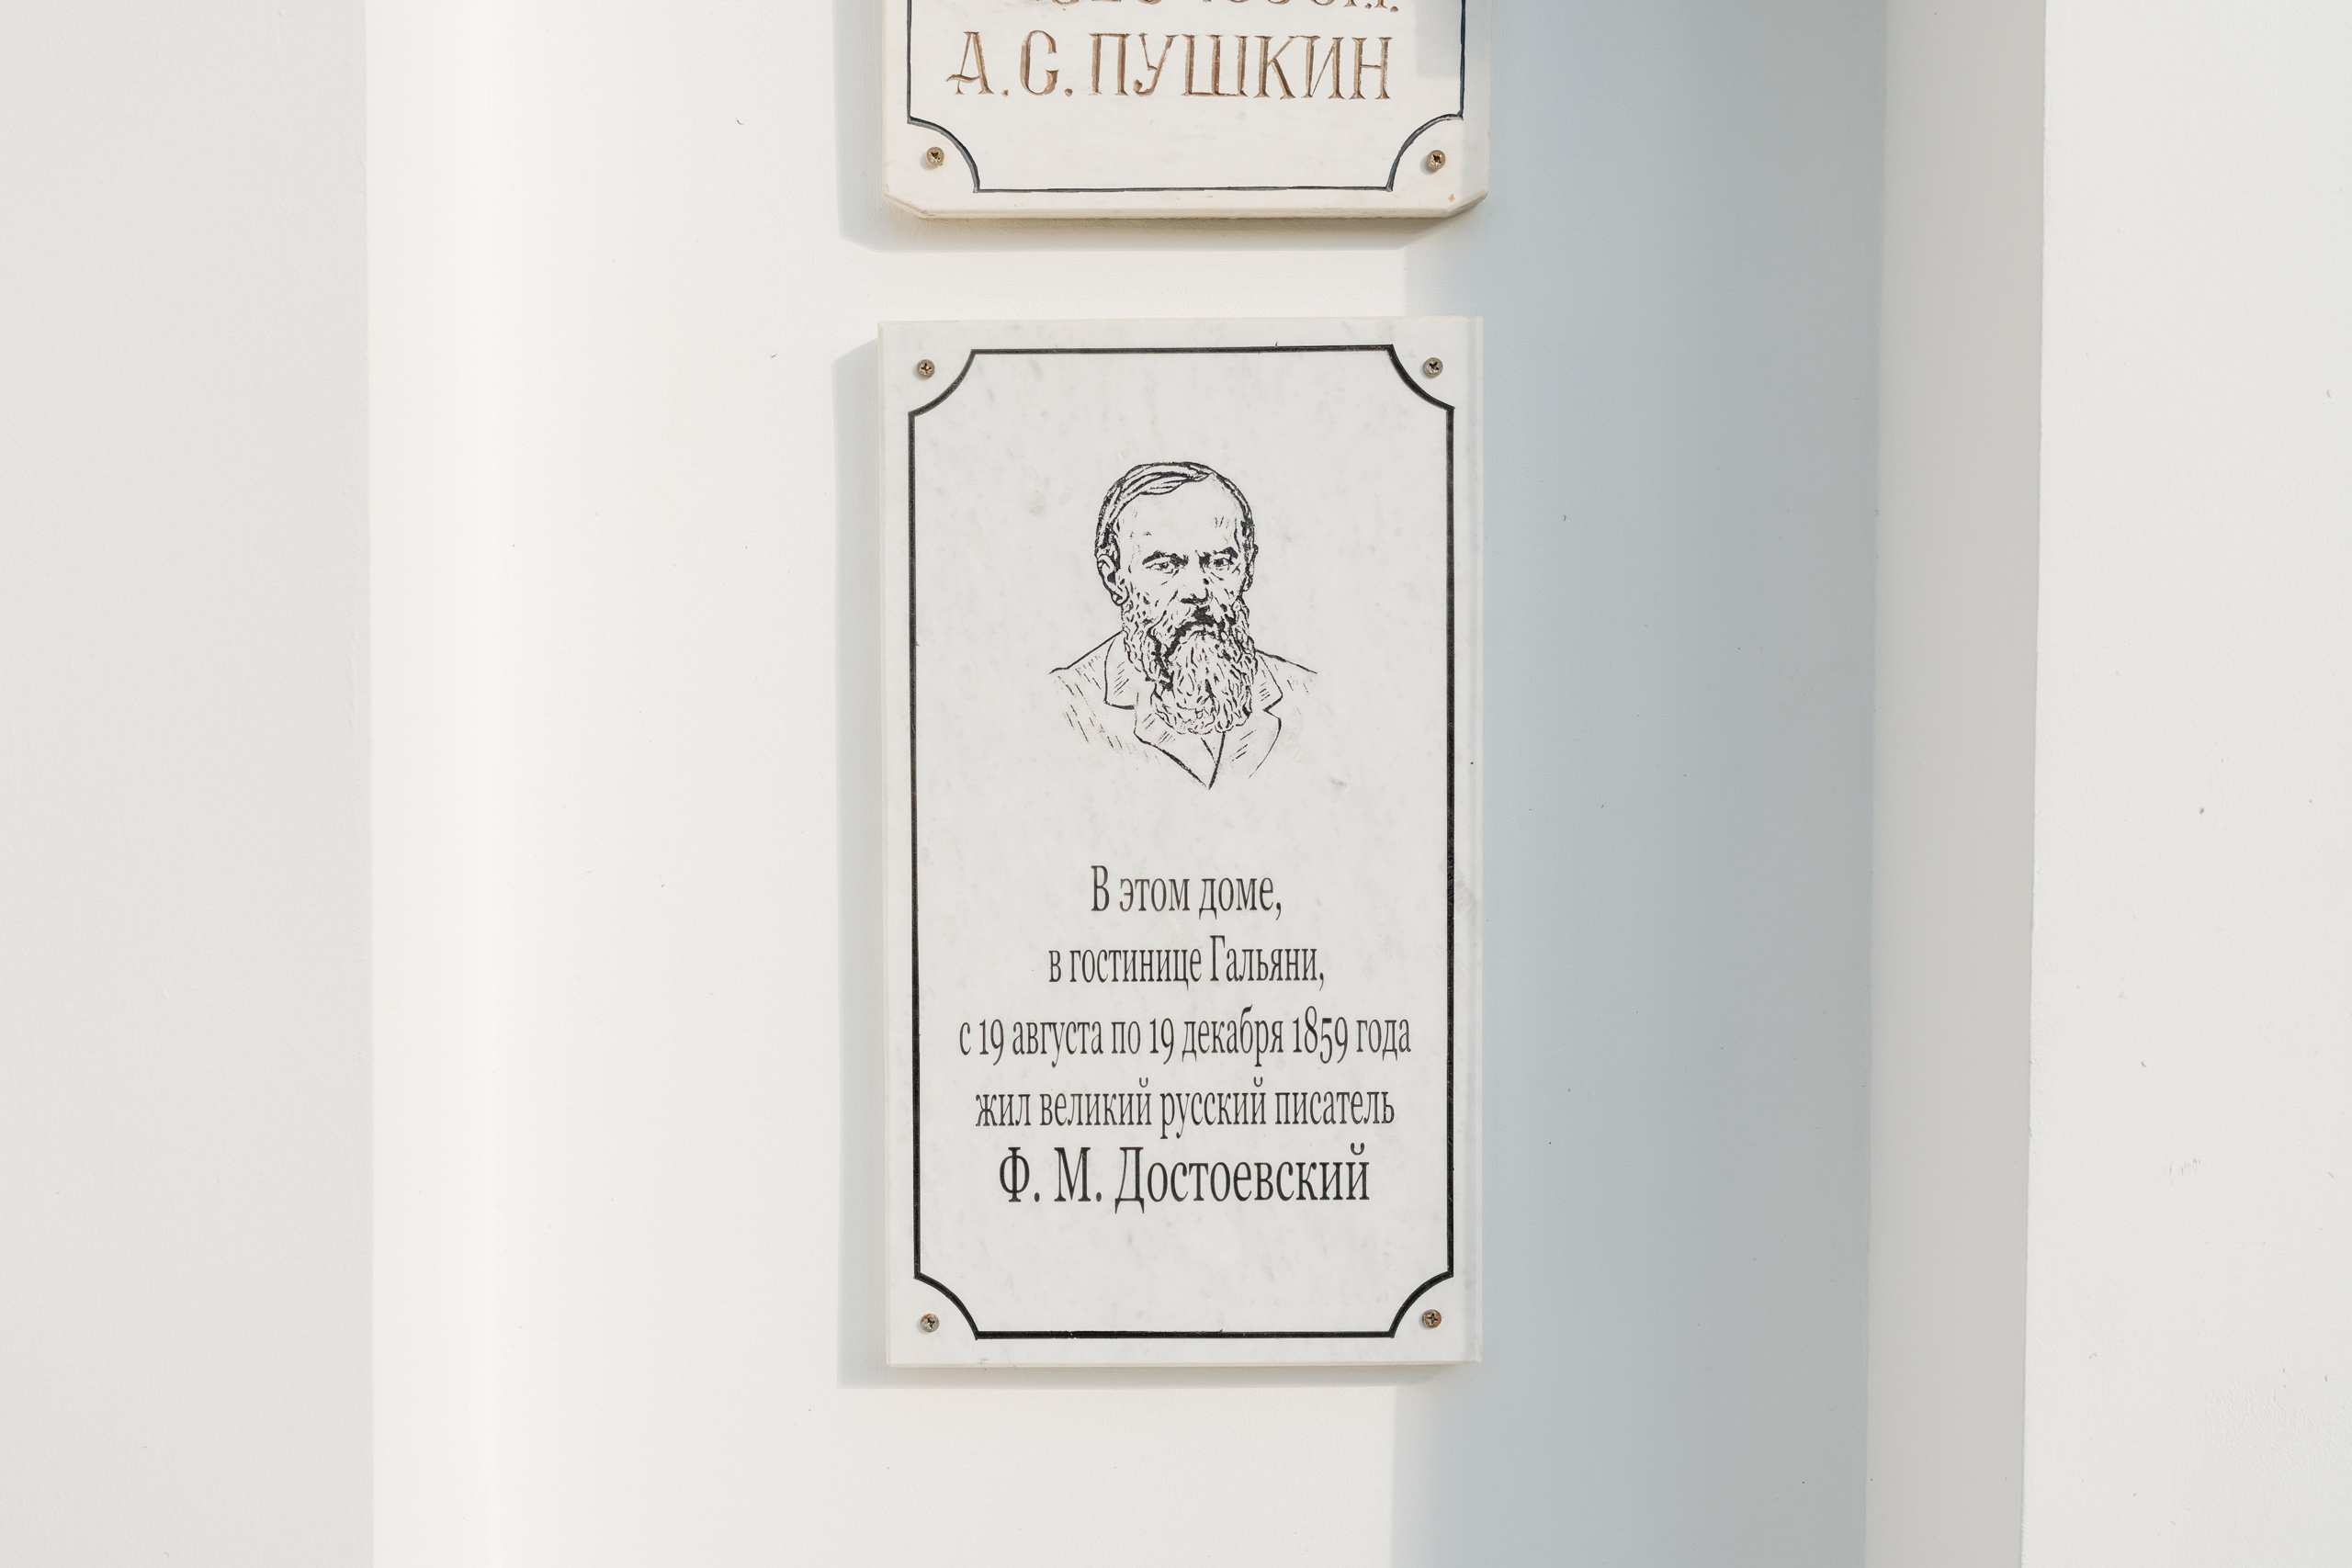 А. С. ПУШКИН
В этом доме,
в гостинице Гальяни,
с 19 августа по 19 декабря 1859 года
жил великий русский писатель
Ф. М. Достоевский